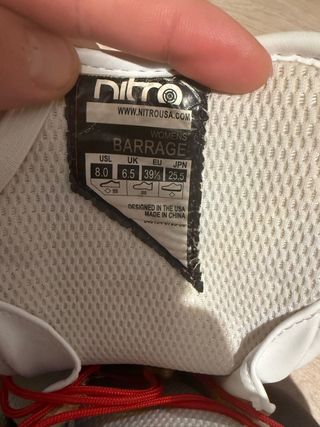 nitro
WWW.NITROUSA.COM
WOMENS
BARRAGE
USL UK EU JPN
8.0 6.5 39⅔ 25.5
DESIGNED IN THE USA
MADE IN CHINA